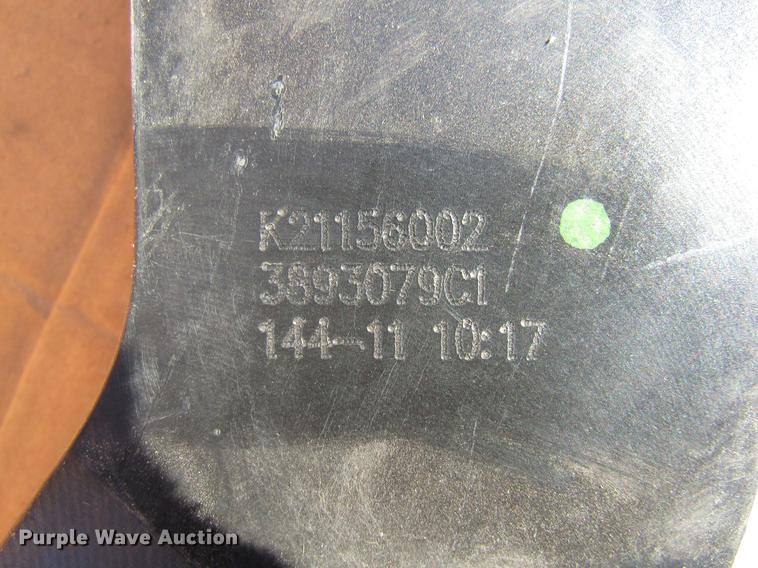 K21156002
3893079C1
144-11 10:17
Purple Wave Auction